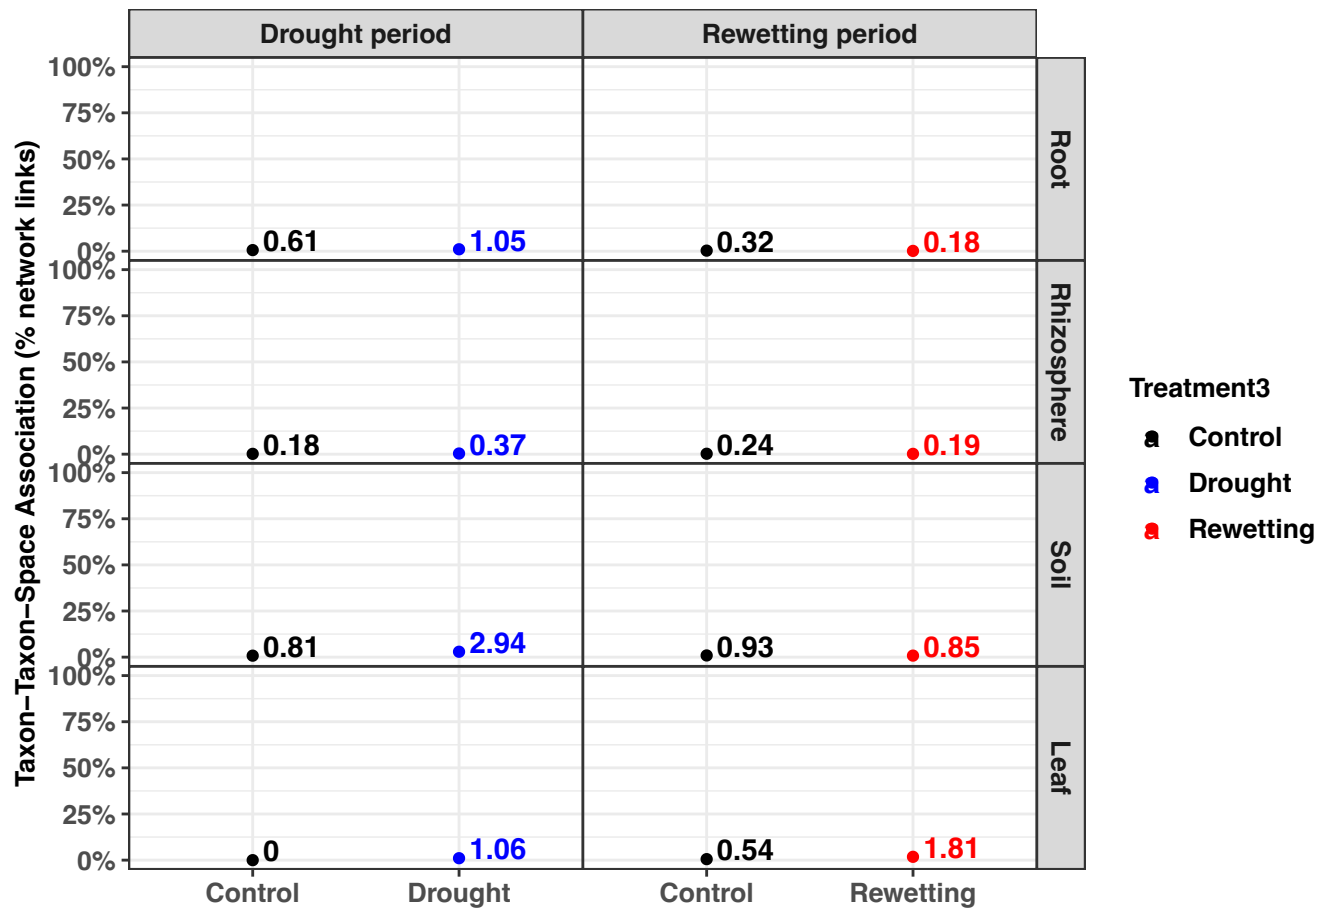 Drought period
Rewetting period
Taxon–Taxon–Space Association (% network links)
100%
75%
50%
25%
0%
0.61
1.05
0.32
0.18
Root
100%
75%
50%
25%
0%
0.18
0.37
0.24
0.19
Rhizosphere
100%
75%
50%
25%
0%
0.81
2.94
0.93
0.85
Soil
100%
75%
50%
25%
0%
0
1.06
0.54
1.81
Leaf
Control
Drought
Control
Rewetting
Treatment3
a Control
a Drought
a Rewetting